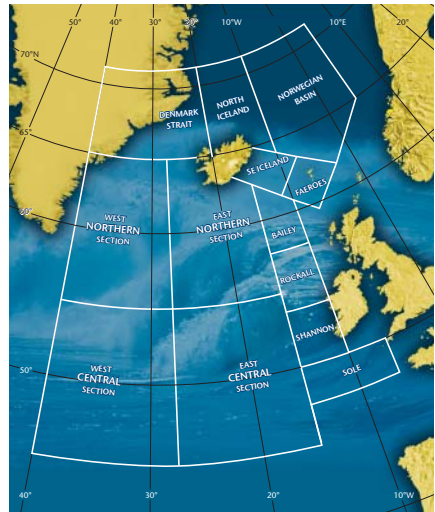 50°
40°
30°
20°
10°W
10°E
20°
70°N
65°
60°
50°
DENMARK
STRAIT
NORTH
ICELAND
NORWEGIAN
BASIN
SE ICELAND
FAEROES
WEST
NORTHERN
SECTION
EAST
NORTHERN
SECTION
BAILEY
ROCKALL
SHANNON
SOLE
WEST
CENTRAL
SECTION
EAST
CENTRAL
SECTION
40°
30°
20°
10°W